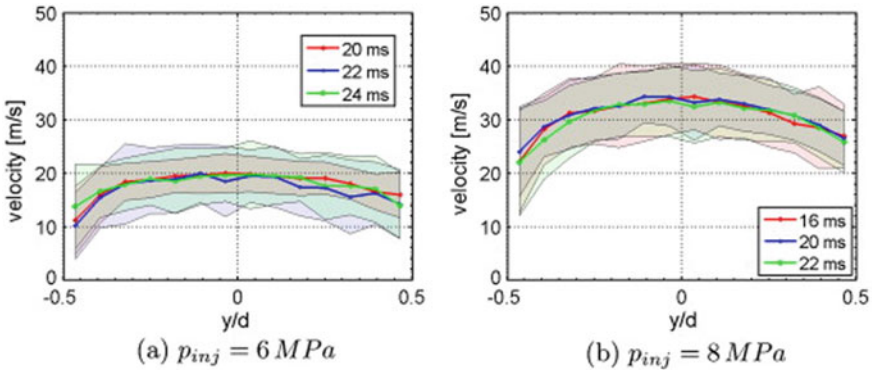 50
40
30
20
10
0
velocity [m/s]
-0.5
0
0.5
y/d
20 ms
22 ms
24 ms
(a) p_inj = 6 MPa
50
40
30
20
10
0
velocity [m/s]
-0.5
0
0.5
y/d
16 ms
20 ms
22 ms
(b) p_inj = 8 MPa